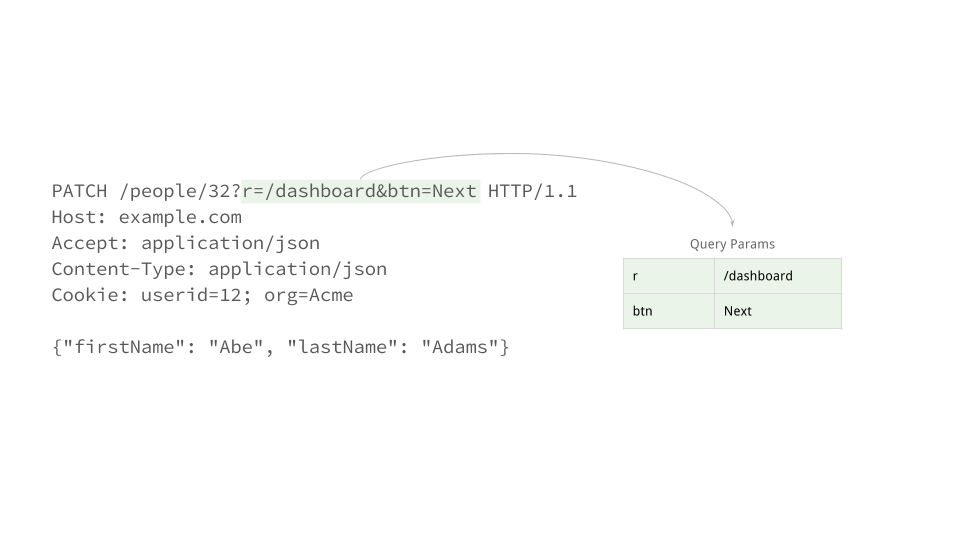 PATCH /people/32?r=/dashboard&btn=Next HTTP/1.1
Host: example.com
Accept: application/json
Content-Type: application/json
Cookie: userid=12; org=Acme
{"firstName": "Abe", "lastName": "Adams"}
Query Params
r /dashboard
btn Next